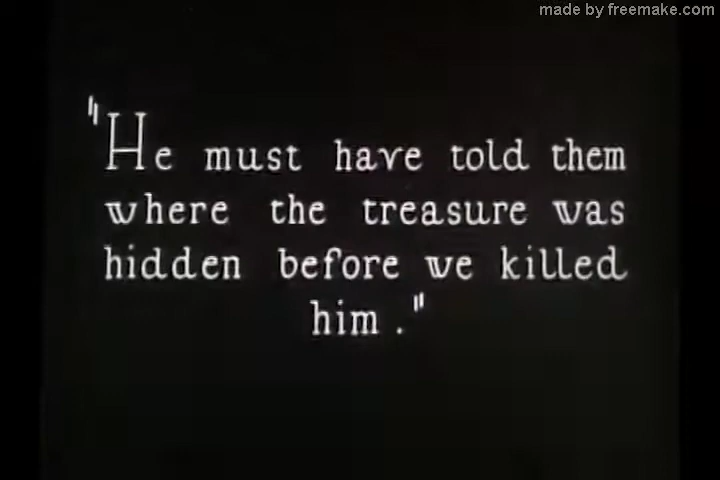 made by freemake.com
"He must have told them
where the treasure was
hidden before we killed
him."